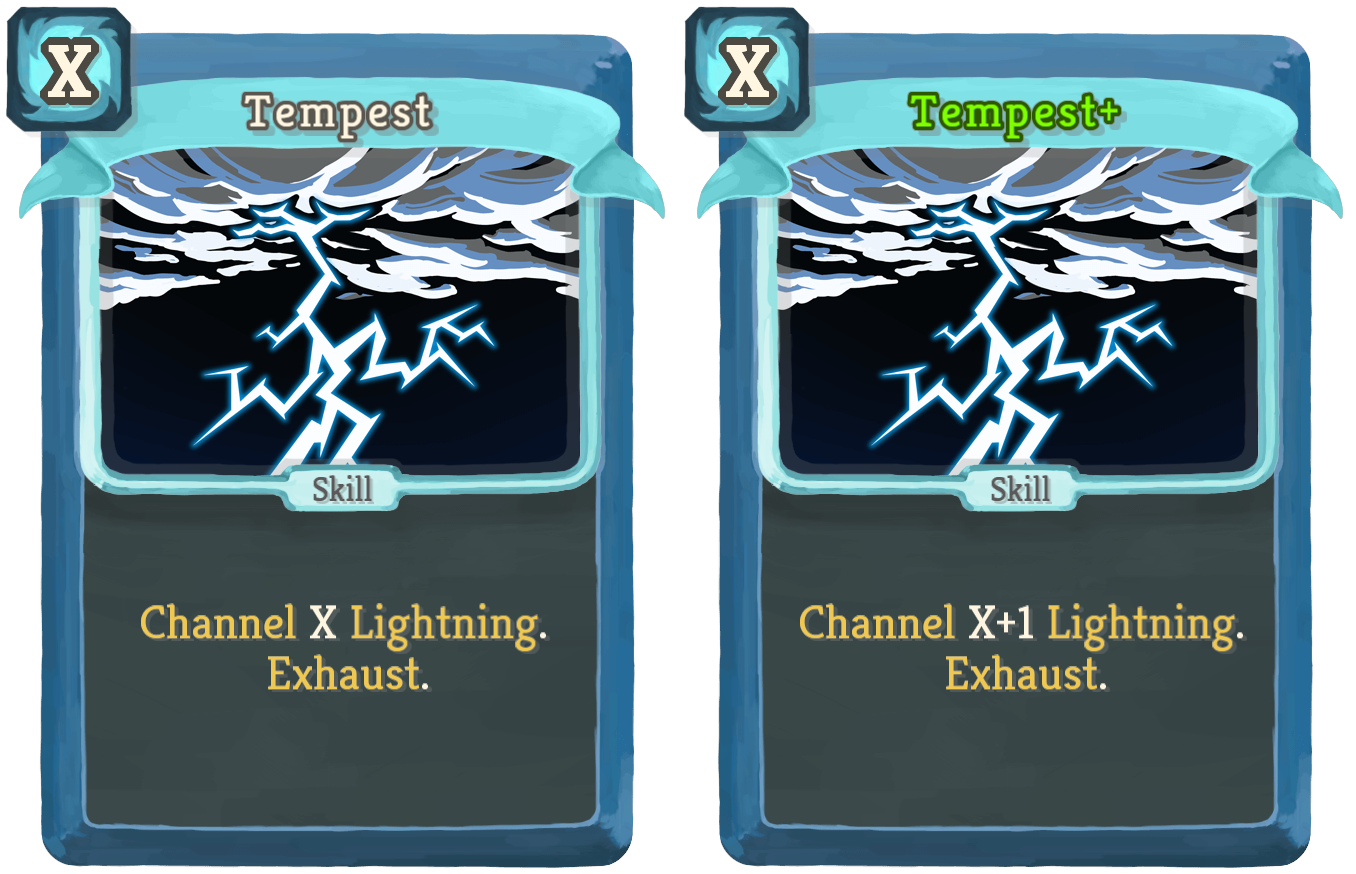 X
Tempest
Skill
Channel X Lightning.
Exhaust.
X
Tempest+
Skill
Channel X+1 Lightning.
Exhaust.